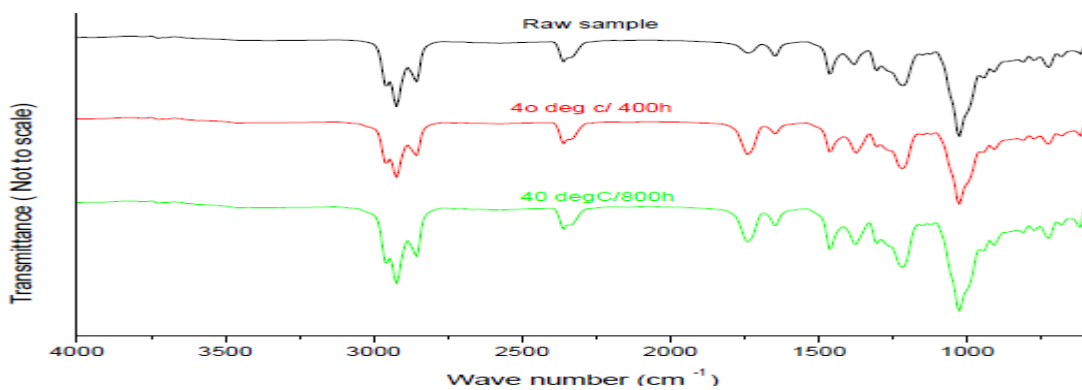 Raw sample
4o deg c/ 400h
40 degC/800h
Transmittance ( Not to scale)
4000 3500 3000 2500 2000 1500 1000
Wave number (cm -1)